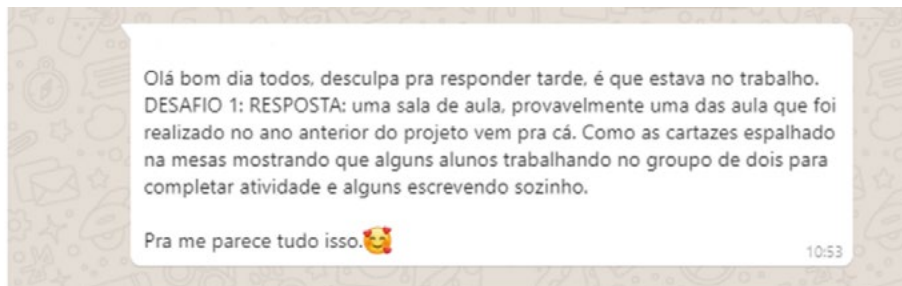 Olá bom dia todos, desculpa pra responder tarde, é que estava no trabalho.
DESAFIO 1: RESPOSTA: uma sala de aula, provavelmente uma das aula que foi
realizado no ano anterior do projeto vem pra cá. Como as cartazes espalhado
na mesas mostrando que alguns alunos trabalhando no groupo de dois para
completar atividade e alguns escrevendo sozinho.
Pra me parece tudo isso.🥰
10:53